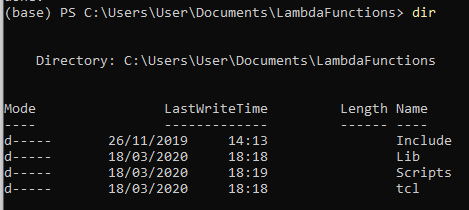 (base) PS C:\Users\User\Documents\LambdaFunctions> dir
Directory: C:\Users\User\Documents\LambdaFunctions
Mode LastWriteTime Length Name
---- ------------- ------ ----
d----- 26/11/2019 14:13 Include
d----- 18/03/2020 18:18 Lib
d----- 18/03/2020 18:19 Scripts
d----- 18/03/2020 18:18 tcl